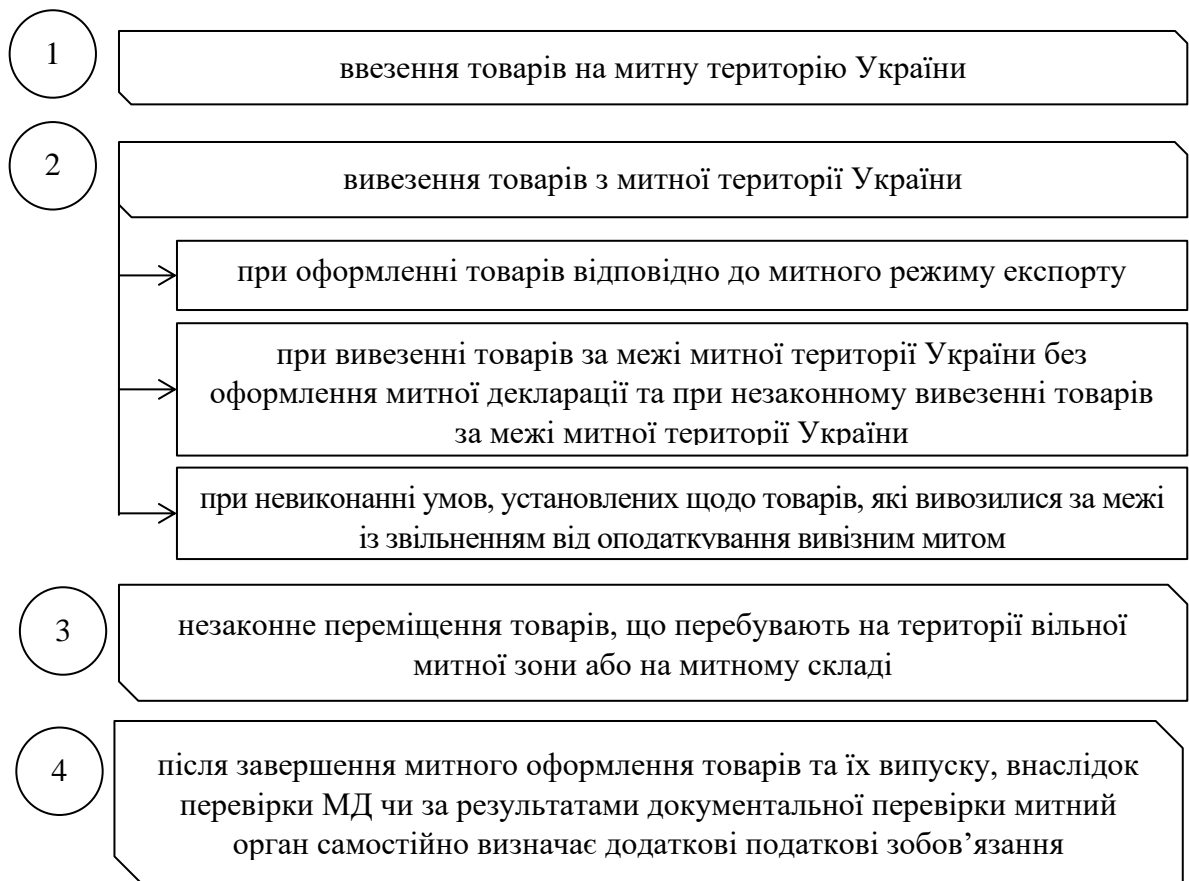 1
ввезення товарів на митну територію України
2
вивезення товарів з митної території України
при оформленні товарів відповідно до митного режиму експорту
при вивезенні товарів за межі митної території України без
оформлення митної декларації та при незаконному вивезенні товарів
за межі митної території України
при невиконанні умов, установлених щодо товарів, які вивозилися за межі
із звільненням від оподаткування вивізним митом
3
незаконне переміщення товарів, що перебувають на території вільної
митної зони або на митному складі
4
після завершення митного оформлення товарів та їх випуску, внаслідок
перевірки МД чи за результатами документальної перевірки митний
орган самостійно визначає додаткові податкові зобов’язання